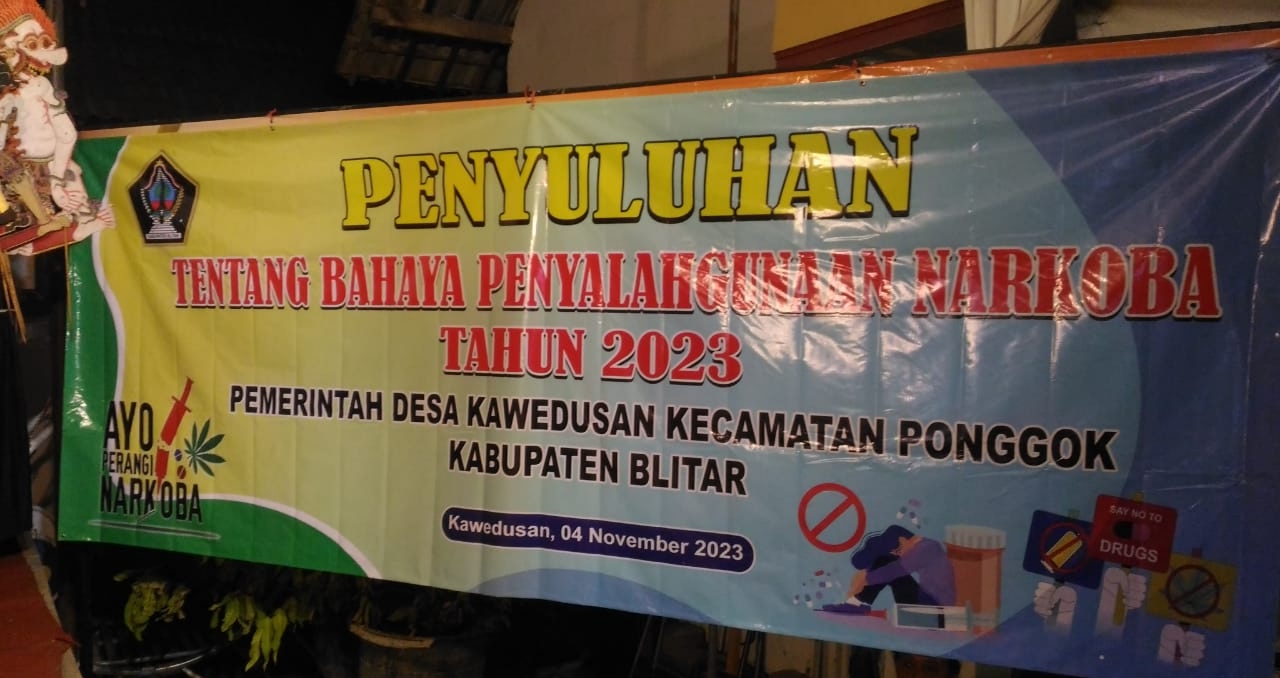 PENYULUHAN
TENTANG BAHAYA PENYALAHGUNAAN NARKOBA
TAHUN 2023
PEMERINTAH DESA KAWEDUSAN KECAMATAN PONGGOK
KABUPATEN BLITAR
Kawedusan, 04 November 2023
AYO
PERANGI
NARKOBA
SAY NO TO
DRUGS